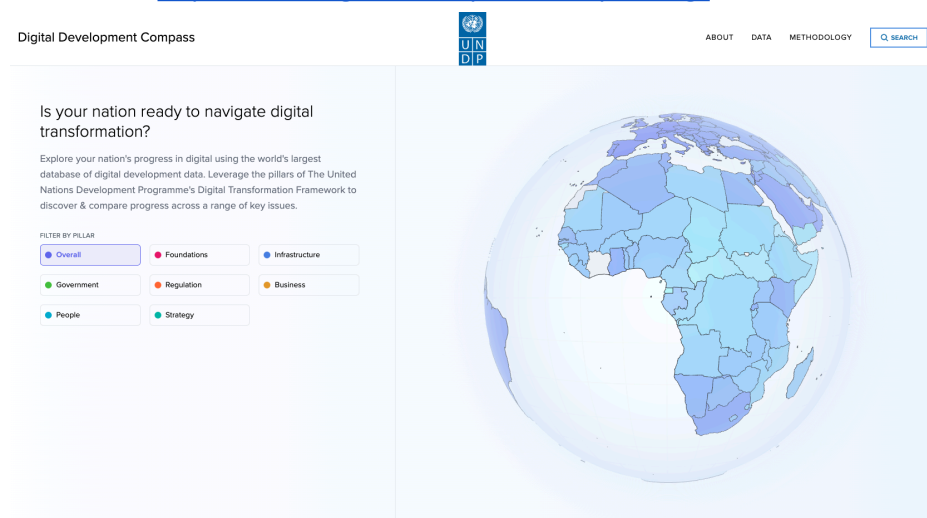 Digital Development Compass
U N
D P
ABOUT DATA METHODOLOGY SEARCH
Is your nation ready to navigate digital
transformation?
Explore your nation's progress in digital using the world's largest
database of digital development data. Leverage the pillars of The United
Nations Development Programme's Digital Transformation Framework to
discover & compare progress across a range of key issues.
FILTER BY PILLAR
Overall Foundations Infrastructure
Government Regulation Business
People Strategy